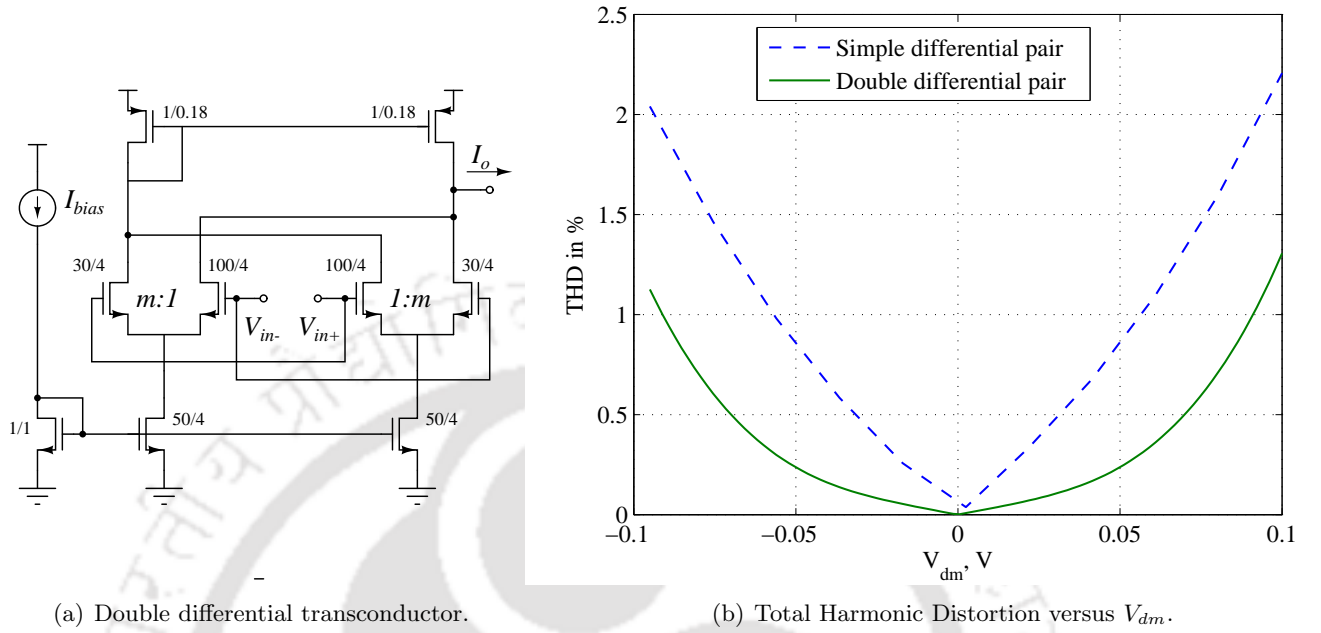 1/0.18
1/0.18
I_o
I_bias
30/4
100/4
100/4
30/4
m:1
1:m
V_in-
V_in+
1/1
50/4
50/4
(a) Double differential transconductor.
2.5
2
1.5
1
0.5
0
THD in %
Simple differential pair
Double differential pair
−0.1
−0.05
0
0.05
0.1
V_dm, V
(b) Total Harmonic Distortion versus V_dm.